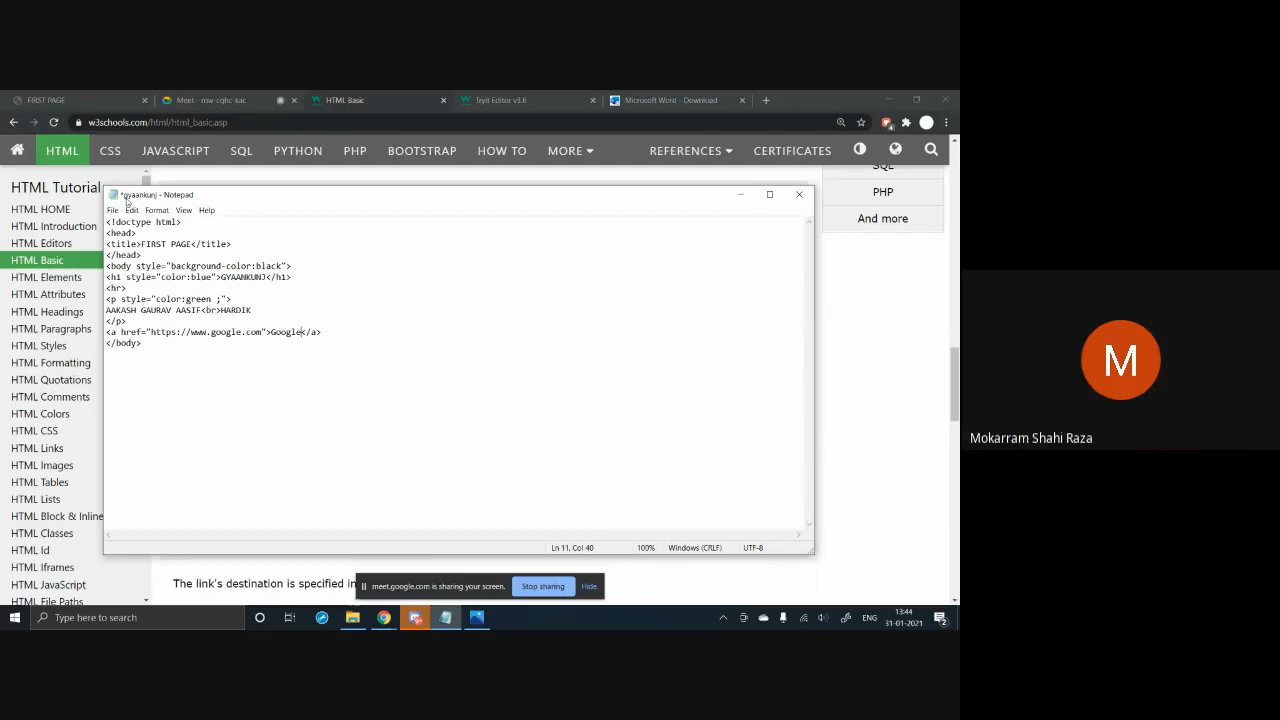 FIRST PAGE
Meet - mw-cqhc-kac
HTML Basic
Tryit Editor v3.6
Microsoft Word - Download
w3schools.com/html/html_basic.asp
HTML
CSS
JAVASCRIPT
SQL
PYTHON
PHP
BOOTSTRAP
HOW TO
MORE
REFERENCES
CERTIFICATES
HTML Tutorial
HTML HOME
HTML Introduction
HTML Editors
HTML Basic
HTML Elements
HTML Attributes
HTML Headings
HTML Paragraphs
HTML Styles
HTML Formatting
HTML Quotations
HTML Comments
HTML Colors
HTML CSS
HTML Links
HTML Images
HTML Tables
HTML Lists
HTML Block & Inline
HTML Classes
HTML Id
HTML Iframes
HTML JavaScript
HTML File Paths
*gyaankunj - Notepad
File Edit Format View Help
<!doctype html>
<head>
<title>FIRST PAGE</title>
</head>
<body style="background-color:black">
<h1 style="color:blue">GYAANKUNJ</h1>
<hr>
<p style="color:green ;">
AAKASH GAURAV AASIF<br>HARDIK
</p>
<a href="https://www.google.com">Google</a>
</body>
Ln 11, Col 40
100%
Windows (CRLF)
UTF-8
SQL
PHP
And more
The link's destination is specified in
meet.google.com is sharing your screen.
Stop sharing
Hide
Type here to search
ENG
13:44
31-01-2021
2
M
Mokarram Shahi Raza